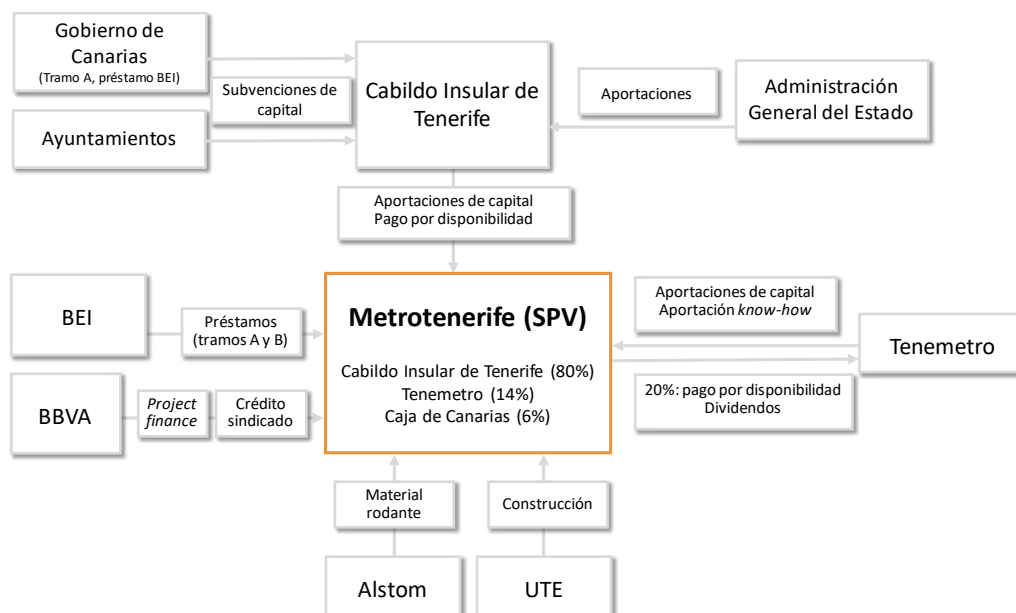 Gobierno de
Canarias
(Tramo A, préstamo BEI)
Subvenciones de
capital
Ayuntamientos
Cabildo Insular de
Tenerife
Aportaciones
Administración
General del Estado
Aportaciones de capital
Pago por disponibilidad
BEI
Préstamos
(tramos A y B)
BBVA
Project
finance
Crédito
sindicado
Metrotenerife (SPV)
Cabildo Insular de Tenerife (80%)
Tenemetro (14%)
Caja de Canarias (6%)
Aportaciones de capital
Aportación know-how
Tenemetro
20%: pago por disponibilidad
Dividendos
Material
rodante
Construcción
Alstom
UTE